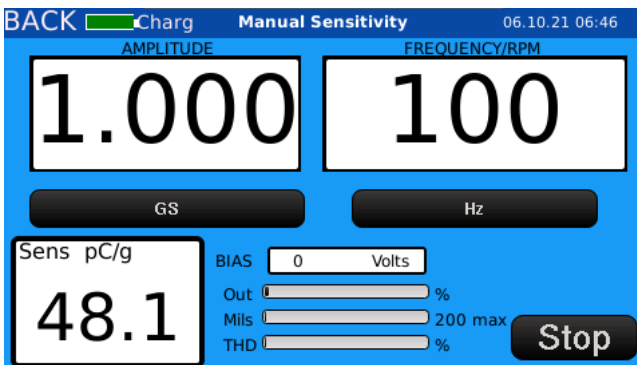 BACK Charg Manual Sensitivity 06.10.21 06:46
AMPLITUDE FREQUENCY/RPM
1.000 100
GS Hz
Sens pC/g
48.1
BIAS 0 Volts
Out %
Mils 200 max
THD %
Stop